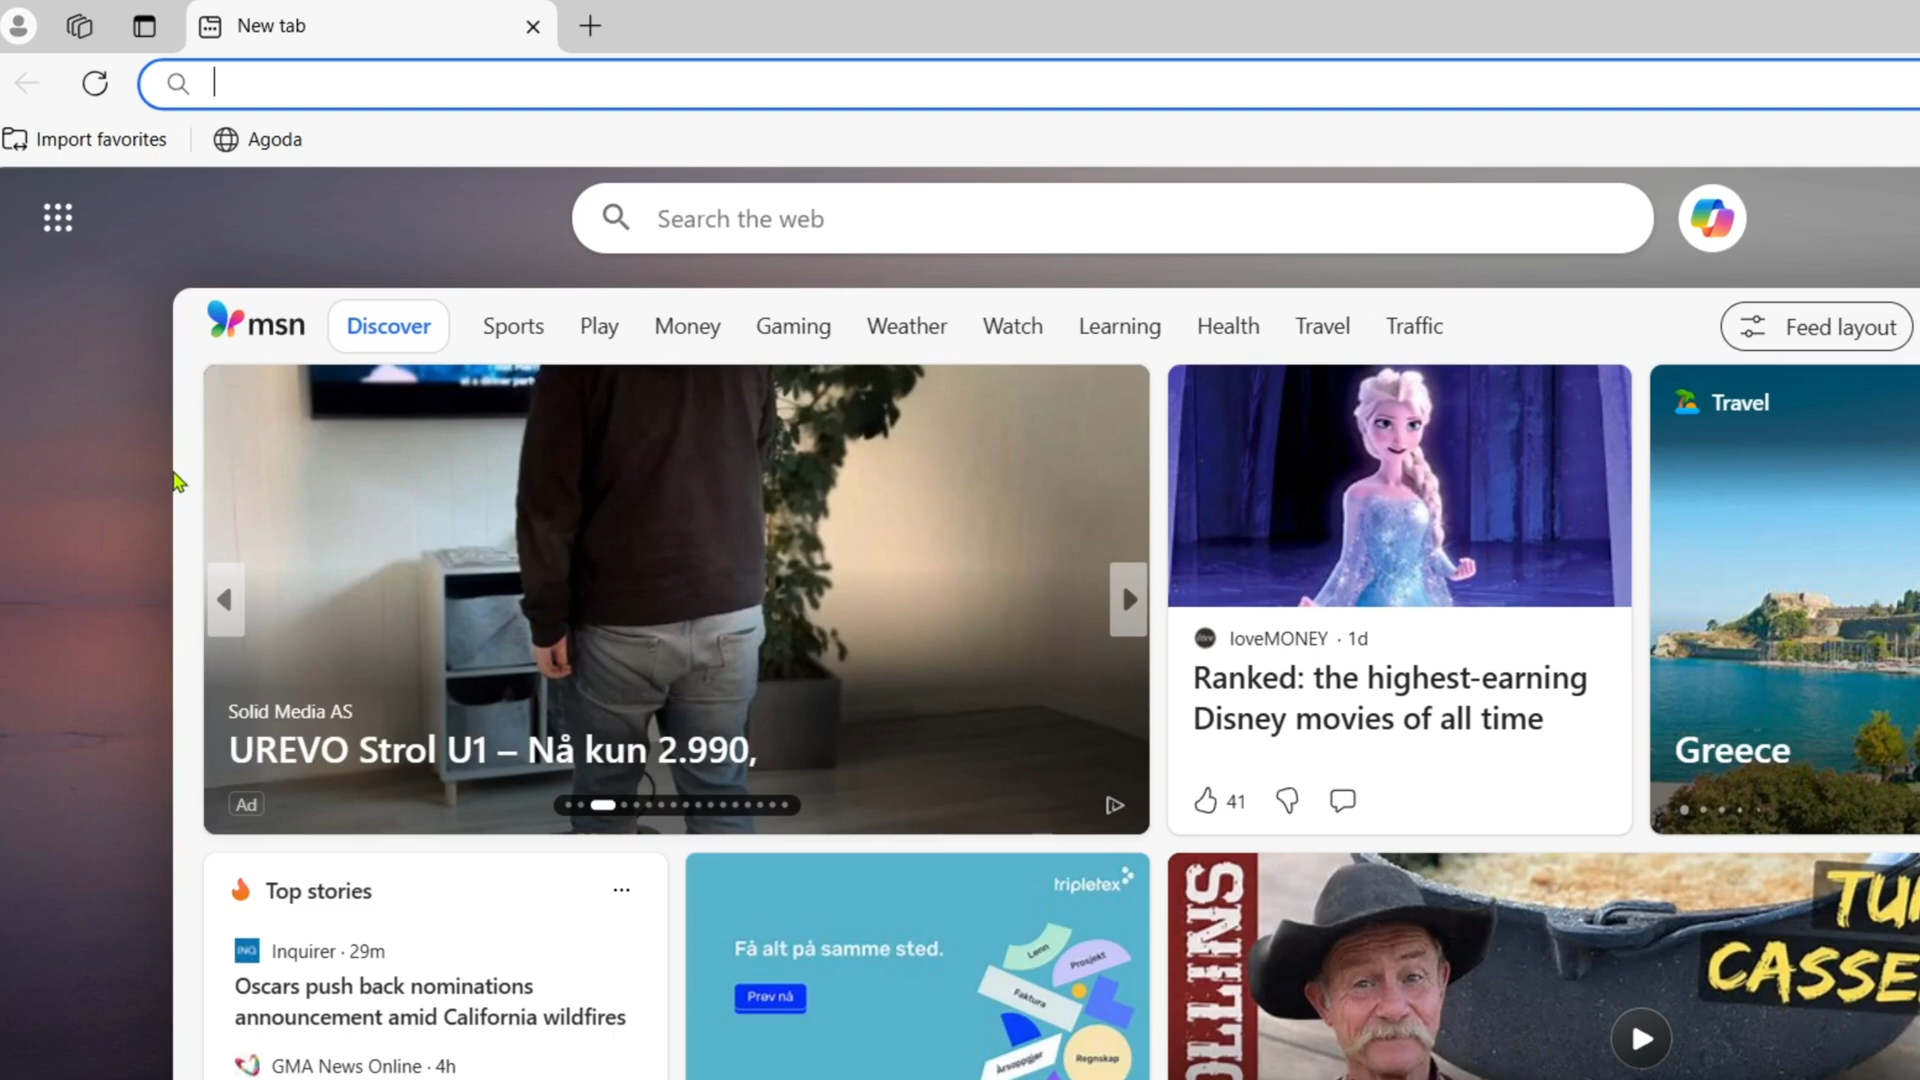 New tab
Import favorites
Agoda
Search the web
msn
Discover
Sports
Play
Money
Gaming
Weather
Watch
Learning
Health
Travel
Traffic
Feed layout
Solid Media AS
UREVO Strol U1 – Nå kun 2.990,
Ad
loveMONEY · 1d
Ranked: the highest-earning
Disney movies of all time
41
Travel
Greece
Top stories
INQ
Inquirer · 29m
Oscars push back nominations
announcement amid California wildfires
GMA News Online · 4h
tripletex
Få alt på samme sted.
Prøv nå
Lønn
Prosjekt
Faktura
Årsoppgjør
Regnskap
OLLINS
TU
CASSE